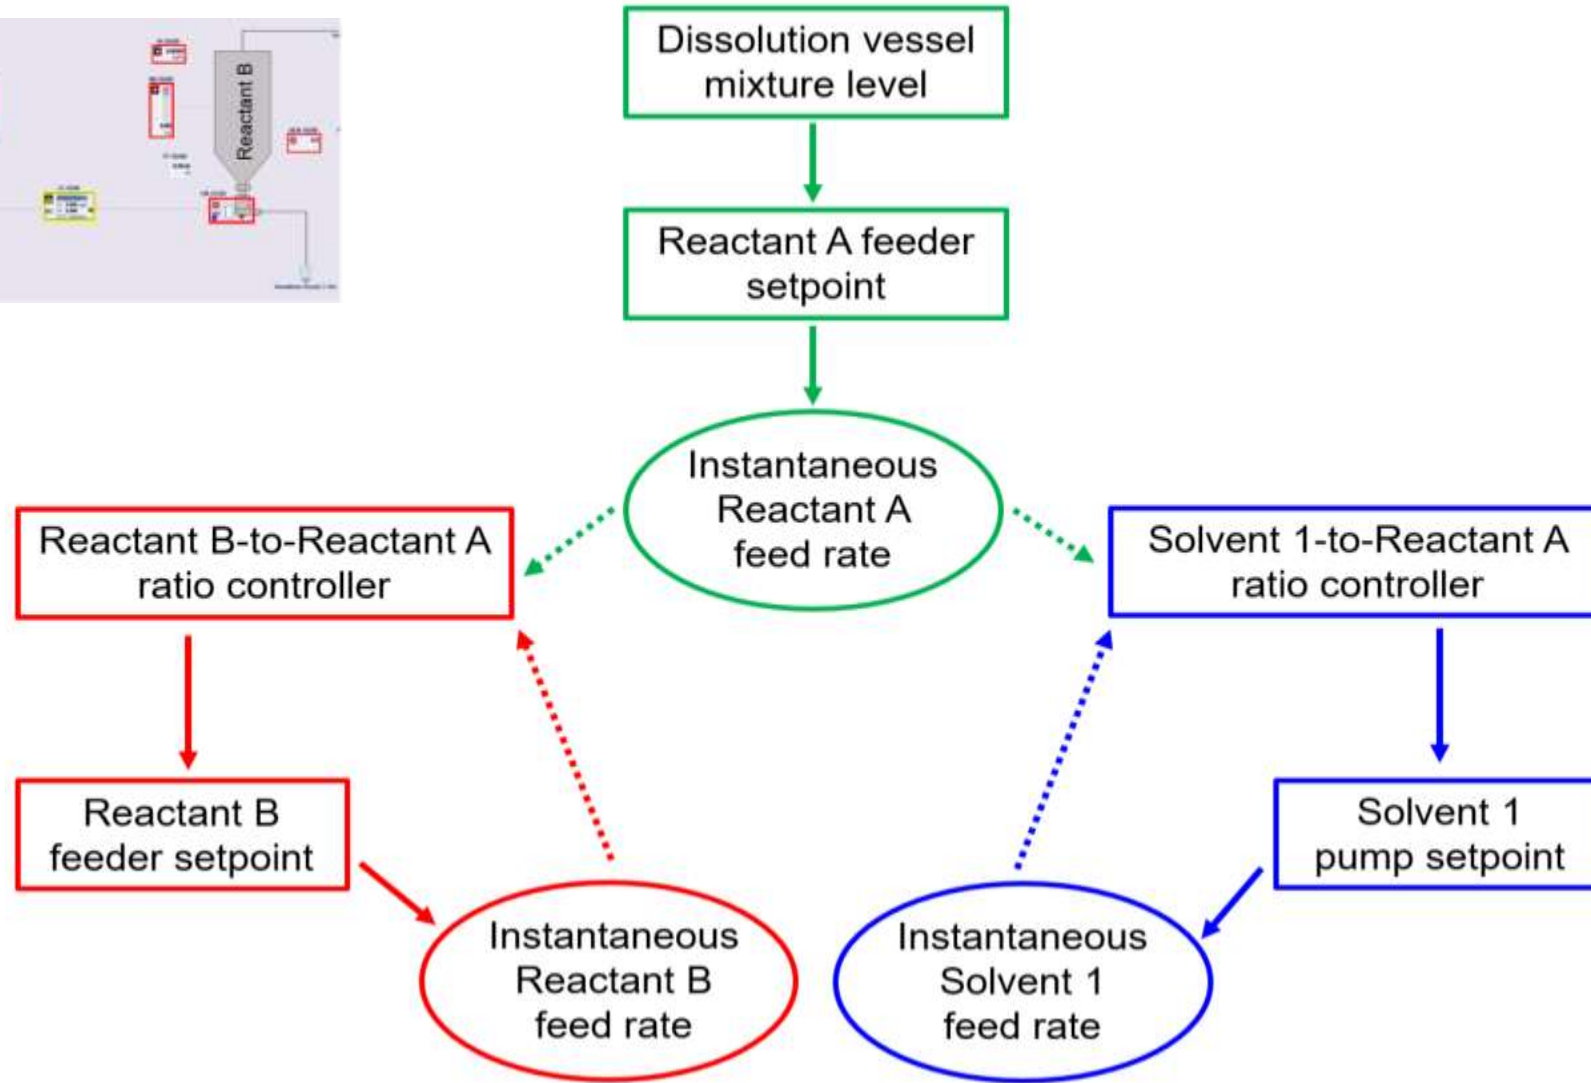 Reactant B
Dissolution vessel
mixture level
Reactant A feeder
setpoint
Instantaneous
Reactant A
feed rate
Reactant B-to-Reactant A
ratio controller
Solvent 1-to-Reactant A
ratio controller
Reactant B
feeder setpoint
Solvent 1
pump setpoint
Instantaneous
Reactant B
feed rate
Instantaneous
Solvent 1
feed rate